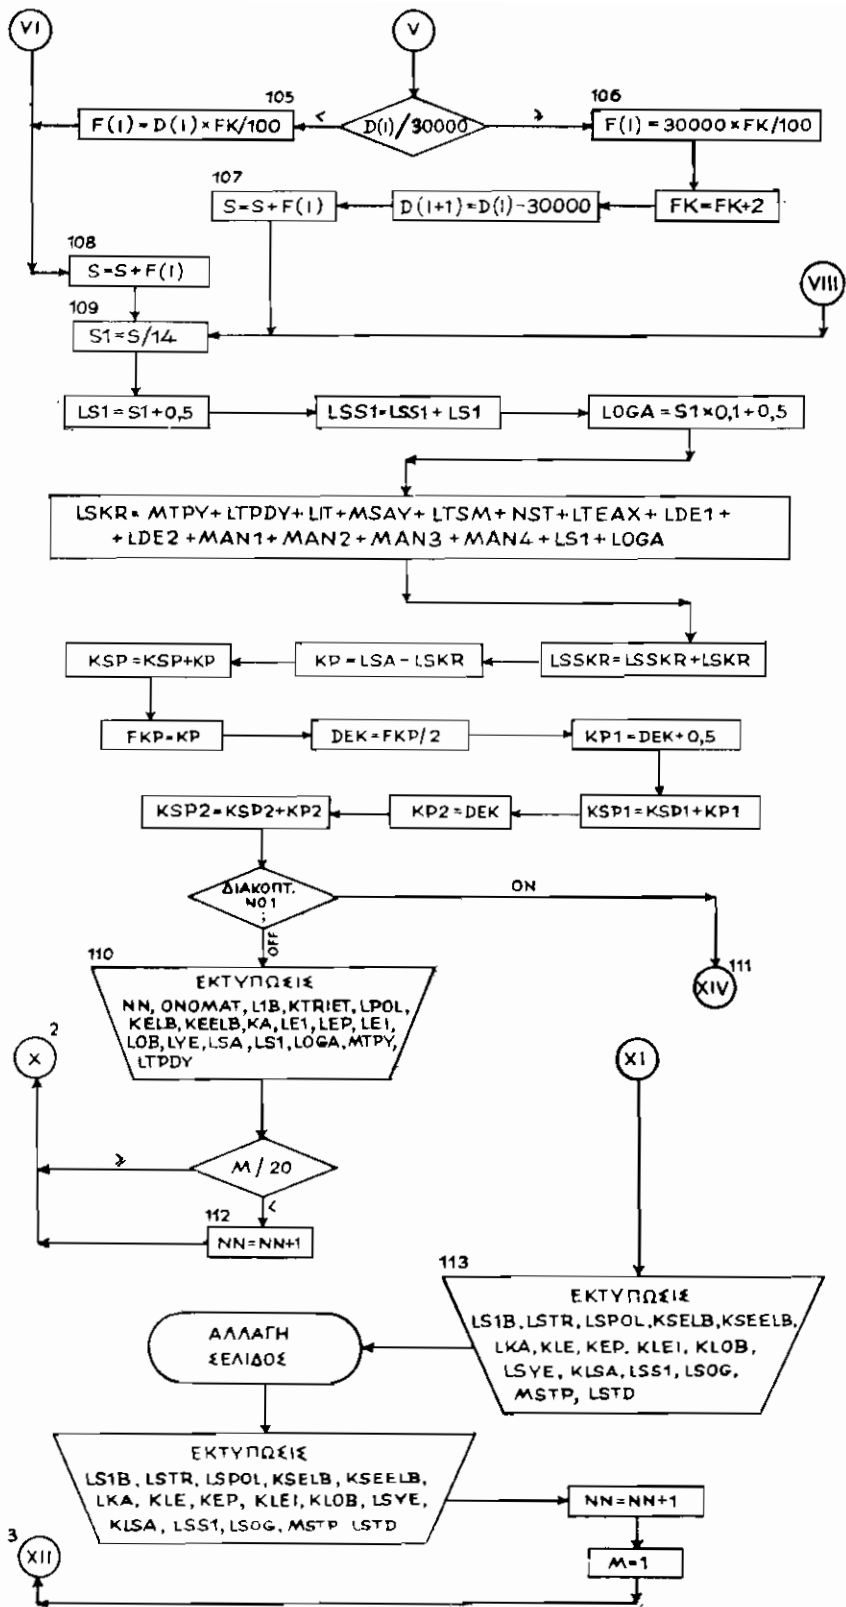 VI
V
105
106
<
F(I)=D(I)×FK/100
D(I)/30000
≥
F(I)=30000×FK/100
107
S=S+F(I)
D(I+1)=D(I)-30000
FK=FK+2
108
S=S+F(I)
VIII
109
S1=S/14
LS1=S1+0,5
LSS1=LSS1+LS1
LOGA=S1×0,1+0,5
LSKR=MTPY+LTPDY+LIT+MSAY+LTSM+NST+LTEAX+LDE1+
+LDE2+MAN1+MAN2+MAN3+MAN4+LS1+LOGA
KSP=KSP+KP
KP=LSA-LSKR
LSSKR=LSSKR+LSKR
FKP=KP
DEK=FKP/2
KP1=DEK+0,5
KSP2=KSP2+KP2
KP2=DEK
KSP1=KSP1+KP1
ΔΙΑΚΟΠΤ.
NO1
;
ON
OFF
110
ΕΚΤΥΠΩΣΙΣ
NN, ONOMAT, L1B, KTRIET, LPOL,
KELB, KEELB, KA, LE1, LEP, LEI,
LOB, LYE, LSA, LS1, LOGA, MTPY,
LTPDY
111
XIV
2
X
XI
≥
M/20
<
112
NN=NN+1
113
ΕΚΤΥΠΩΣΙΣ
LS1B, LSTR, LSPOL, KSELB, KSEELB,
LKA, KLE, KEP, KLEI, KLOB,
LSYE, KLSA, LSS1, LSOG,
MSTP, LSTD
ΑΛΛΑΓΗ
ΣΕΛΙΔΟΣ
ΕΚΤΥΠΩΣΙΣ
LS1B, LSTR, LSPOL, KSELB, KSEELB,
LKA, KLE, KEP, KLEI, KLOB, LSYE,
KLSA, LSS1, LSOG, MSTP LSTD
NN=NN+1
M=1
3
XII